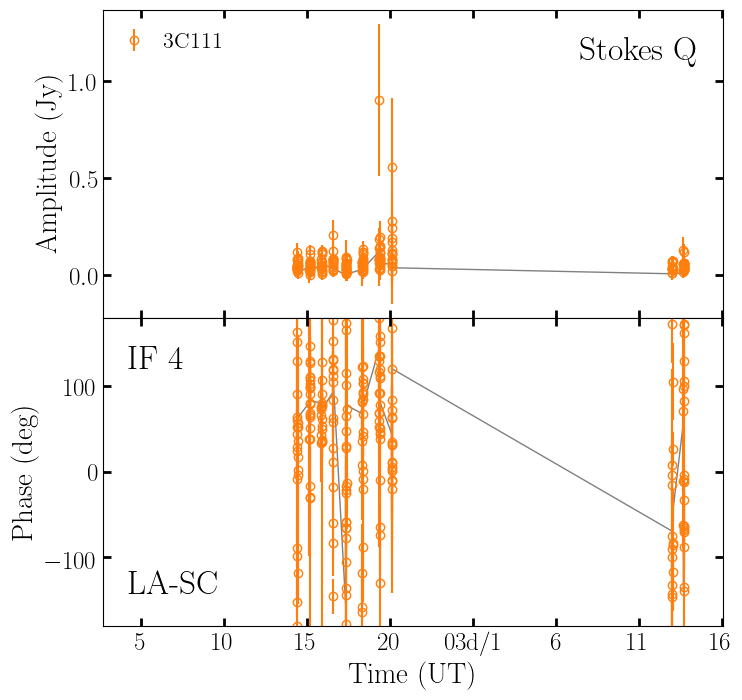 3C111
Stokes Q
Amplitude (Jy)
1.0
0.5
0.0
IF 4
LA-SC
Phase (deg)
100
0
−100
5 10 15 20 03d/1 6 11 16
Time (UT)